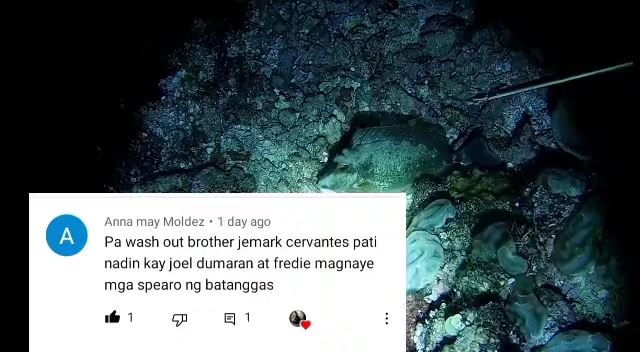 A
Anna may Moldez • 1 day ago
Pa wash out brother jemark cervantes pati
nadin kay joel dumaran at fredie magnaye
mga spearo ng batanggas
1
1